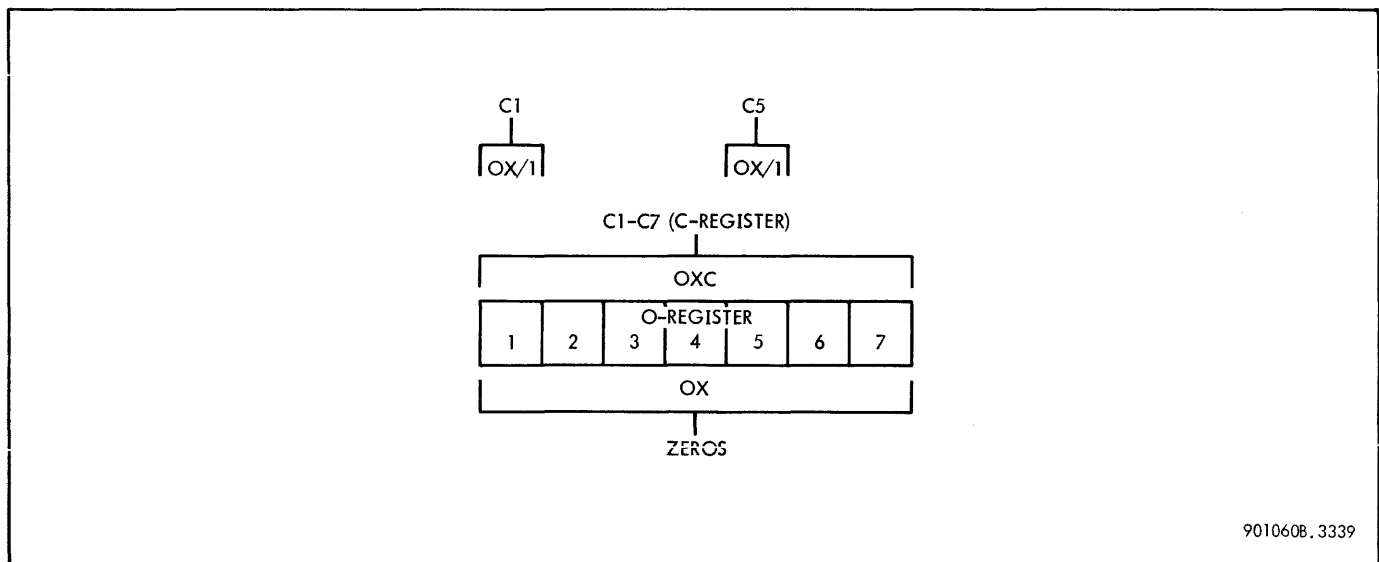 C1 C5
OX/1 OX/1
C1-C7 (C-REGISTER)
OXC
O-REGISTER
1 2 3 4 5 6 7
OX
ZEROS
901060B.3339